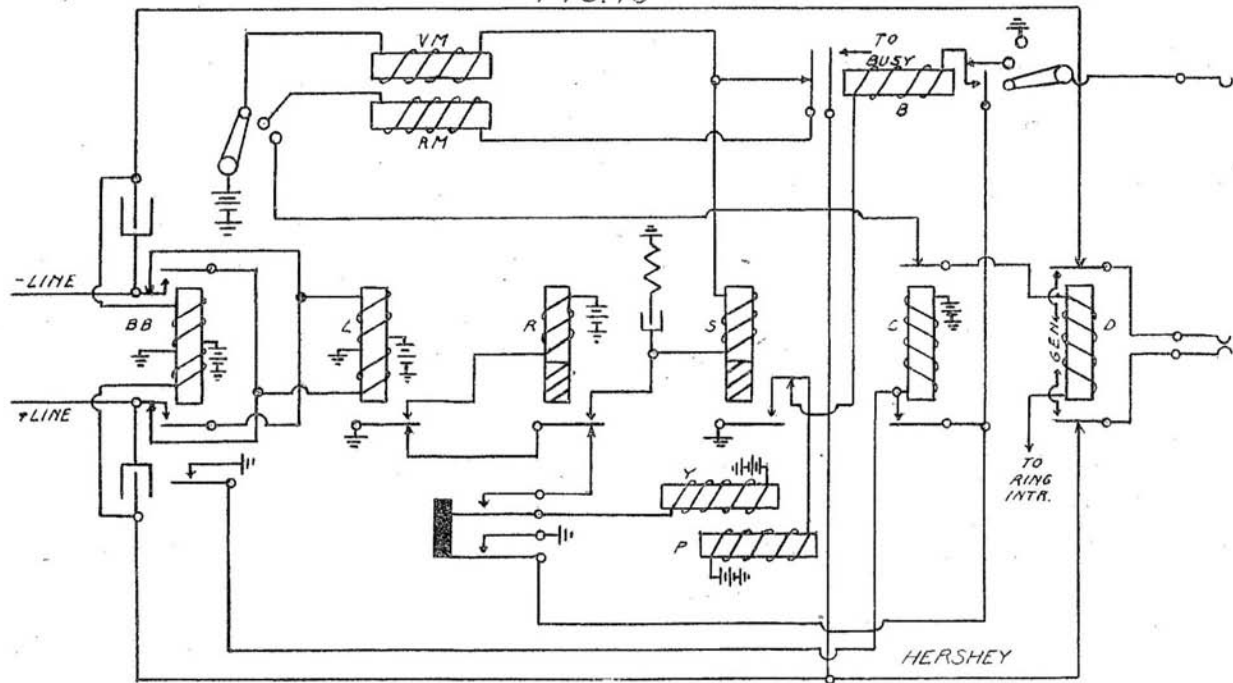 VM
TO
BUSY
B
RM
-LINE
BB
L
R
S
C
GEN.
D
+LINE
TO
RING
INTR.
Y
P
HERSHEY